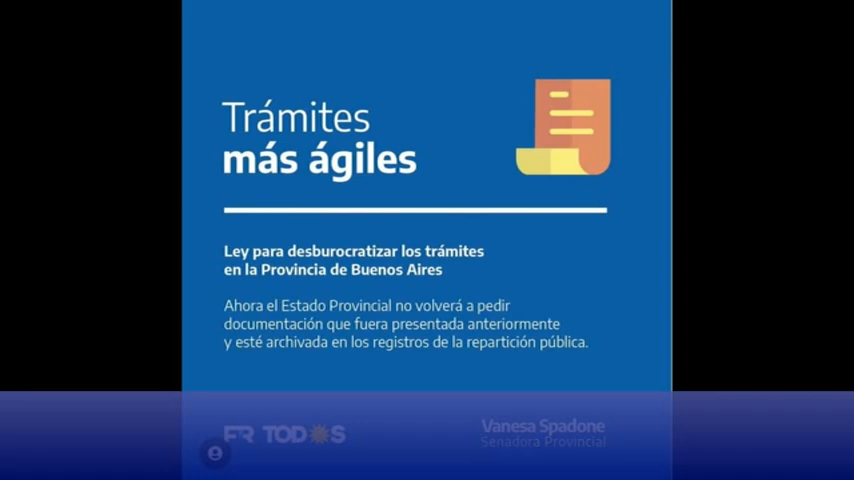 Trámites
más ágiles
Ley para desburocratizar los trámites
en la Provincia de Buenos Aires
Ahora el Estado Provincial no volverá a pedir
documentación que fuera presentada anteriormente
y esté archivada en los registros de la repartición pública.
FR TODOS
Vanesa Spadone
Senadora Provincial